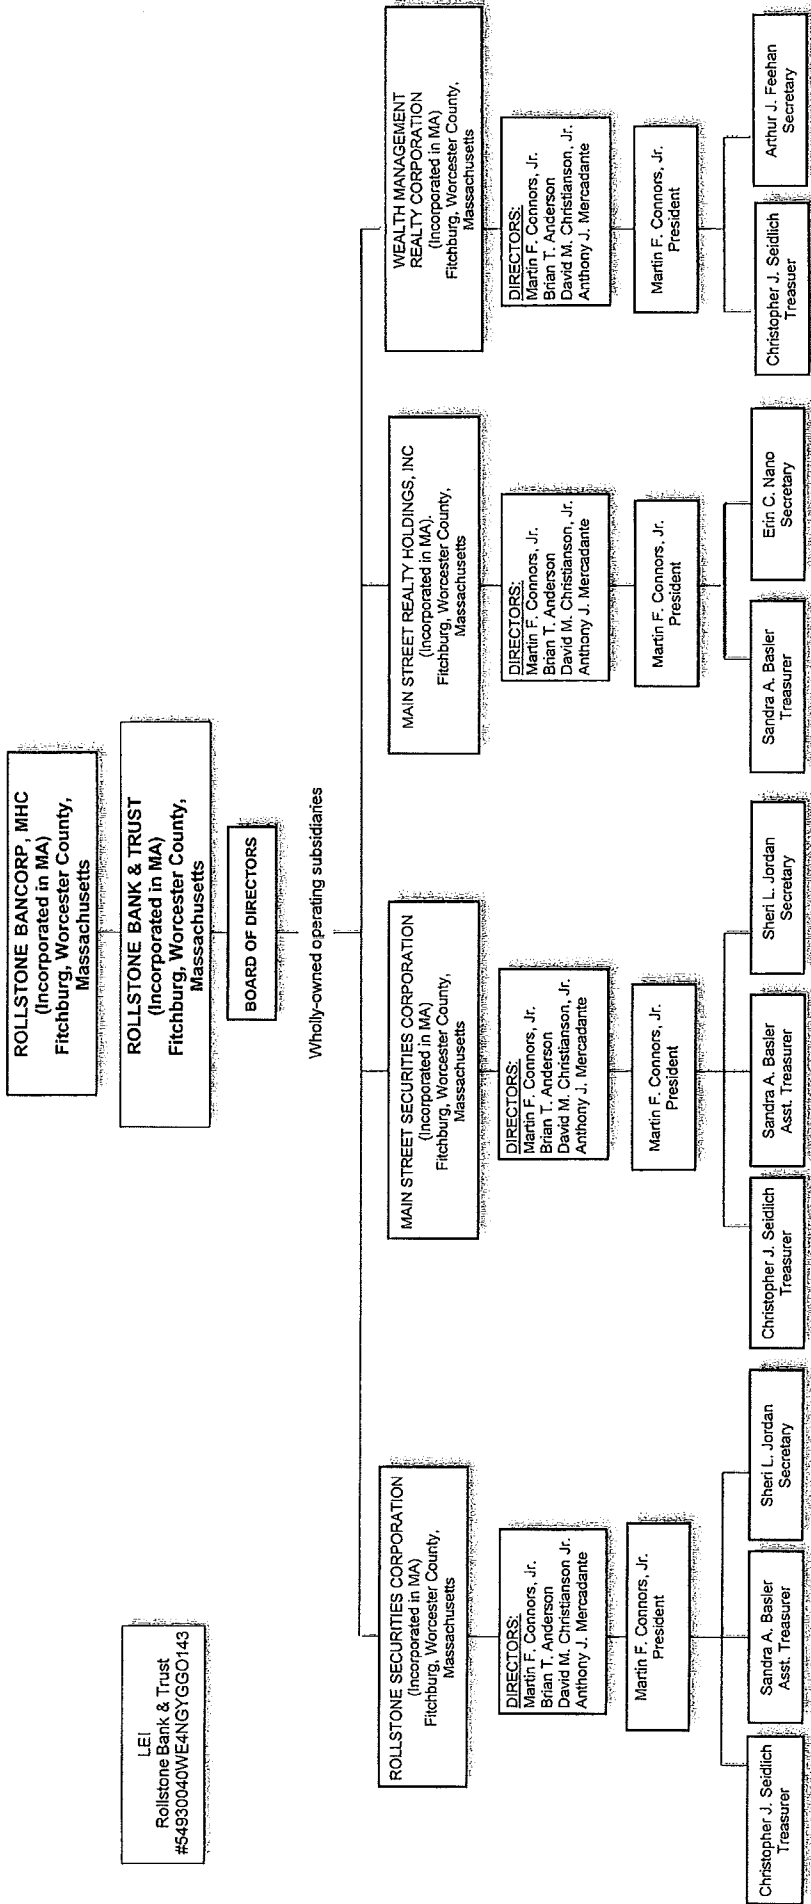 LEI
Rollstone Bank & Trust
#54930040WE4NGYGGO143
ROLLSTONE BANCORP, MHC
(Incorporated in MA)
Fitchburg, Worcester County,
Massachusetts
ROLLSTONE BANK & TRUST
(Incorporated in MA)
Fitchburg, Worcester County,
Massachusetts
BOARD OF DIRECTORS
Wholly-owned operating subsidiaries
ROLLSTONE SECURITIES CORPORATION
(Incorporated in MA)
Fitchburg, Worcester County,
Massachusetts
DIRECTORS:
Martin F. Connors, Jr.
Brian T. Anderson
David M. Christianson Jr.
Anthony J. Mercadante
Martin F. Connors, Jr.
President
Christopher J. Seidlich
Treasurer
Sandra A. Basler
Asst. Treasurer
Sheri L. Jordan
Secretary
MAIN STREET SECURITIES CORPORATION
(Incorporated in MA)
Fitchburg, Worcester County,
Massachusetts
DIRECTORS:
Martin F. Connors, Jr.
Brian T. Anderson
David M. Christianson, Jr.
Anthony J. Mercadante
Martin F. Connors, Jr.
President
Christopher J. Seidlich
Treasurer
Sandra A. Basler
Asst. Treasurer
Sheri L. Jordan
Secretary
MAIN STREET REALTY HOLDINGS, INC
(Incorporated in MA).
Fitchburg, Worcester County,
Massachusetts
DIRECTORS:
Martin F. Connors, Jr.
Brian T. Anderson
David M. Christianson, Jr.
Anthony J. Mercadante
Martin F. Connors, Jr.
President
Sandra A. Basler
Treasurer
Erin C. Nano
Secretary
WEALTH MANAGEMENT
REALTY CORPORATION
(Incorporated in MA)
Fitchburg, Worcester County,
Massachusetts
DIRECTORS:
Martin F. Connors, Jr.
Brian T. Anderson
David M. Christianson, Jr.
Anthony J. Mercadante
Martin F. Connors, Jr.
President
Christopher J. Seidlich
Treasuer
Arthur J. Feehan
Secretary